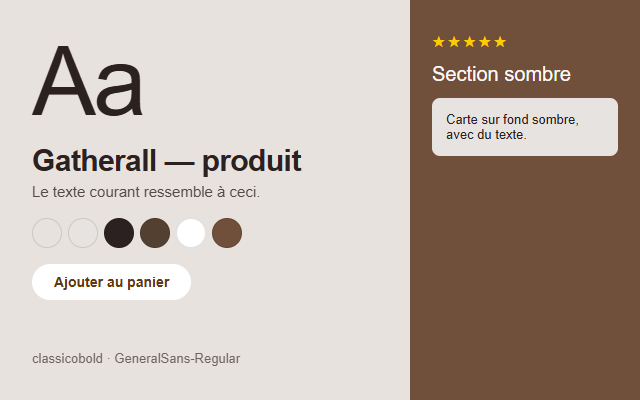 Aa
Gatherall — produit
Le texte courant ressemble à ceci.
Ajouter au panier
classicobold · GeneralSans-Regular
★★★★★
Section sombre
Carte sur fond sombre,
avec du texte.